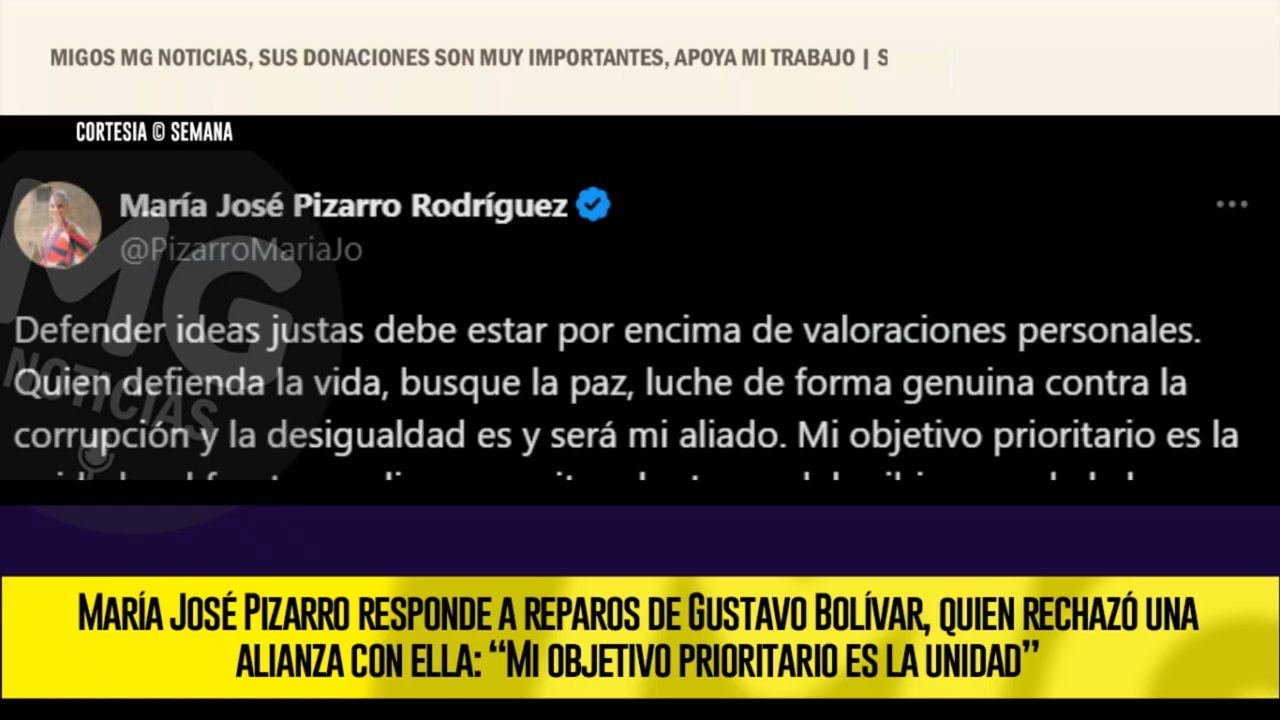 MIGOS MG NOTICIAS, SUS DONACIONES SON MUY IMPORTANTES, APOYA MI TRABAJO | S
CORTESIA © SEMANA
María José Pizarro Rodríguez
@PizarroMariaJo
Defender ideas justas debe estar por encima de valoraciones personales.
Quien defienda la vida, busque la paz, luche de forma genuina contra la
corrupción y la desigualdad es y será mi aliado. Mi objetivo prioritario es la
MG
NOTICIAS
MARÍA JOSÉ PIZARRO RESPONDE A REPAROS DE GUSTAVO BOLÍVAR, QUIEN RECHAZÓ UNA
ALIANZA CON ELLA: “MI OBJETIVO PRIORITARIO ES LA UNIDAD”